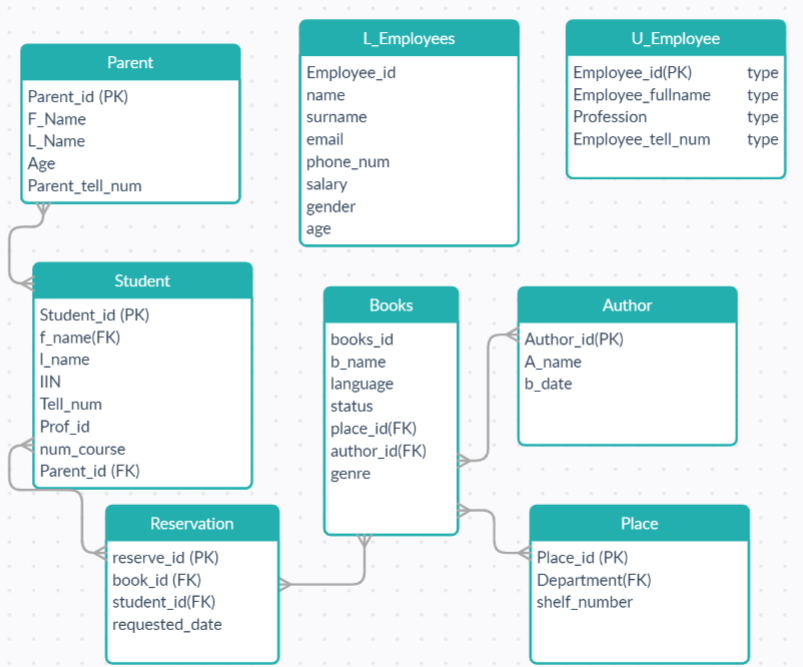 Parent
Parent_id (PK)
F_Name
L_Name
Age
Parent_tell_num
L_Employees
Employee_id
name
surname
email
phone_num
salary
gender
age
U_Employee
Employee_id(PK) type
Employee_fullname type
Profession type
Employee_tell_num type
Student
Student_id (PK)
f_name(FK)
l_name
IIN
Tell_num
Prof_id
num_course
Parent_id (FK)
Books
books_id
b_name
language
status
place_id(FK)
author_id(FK)
genre
Author
Author_id(PK)
A_name
b_date
Reservation
reserve_id (PK)
book_id (FK)
student_id(FK)
requested_date
Place
Place_id (PK)
Department(FK)
shelf_number